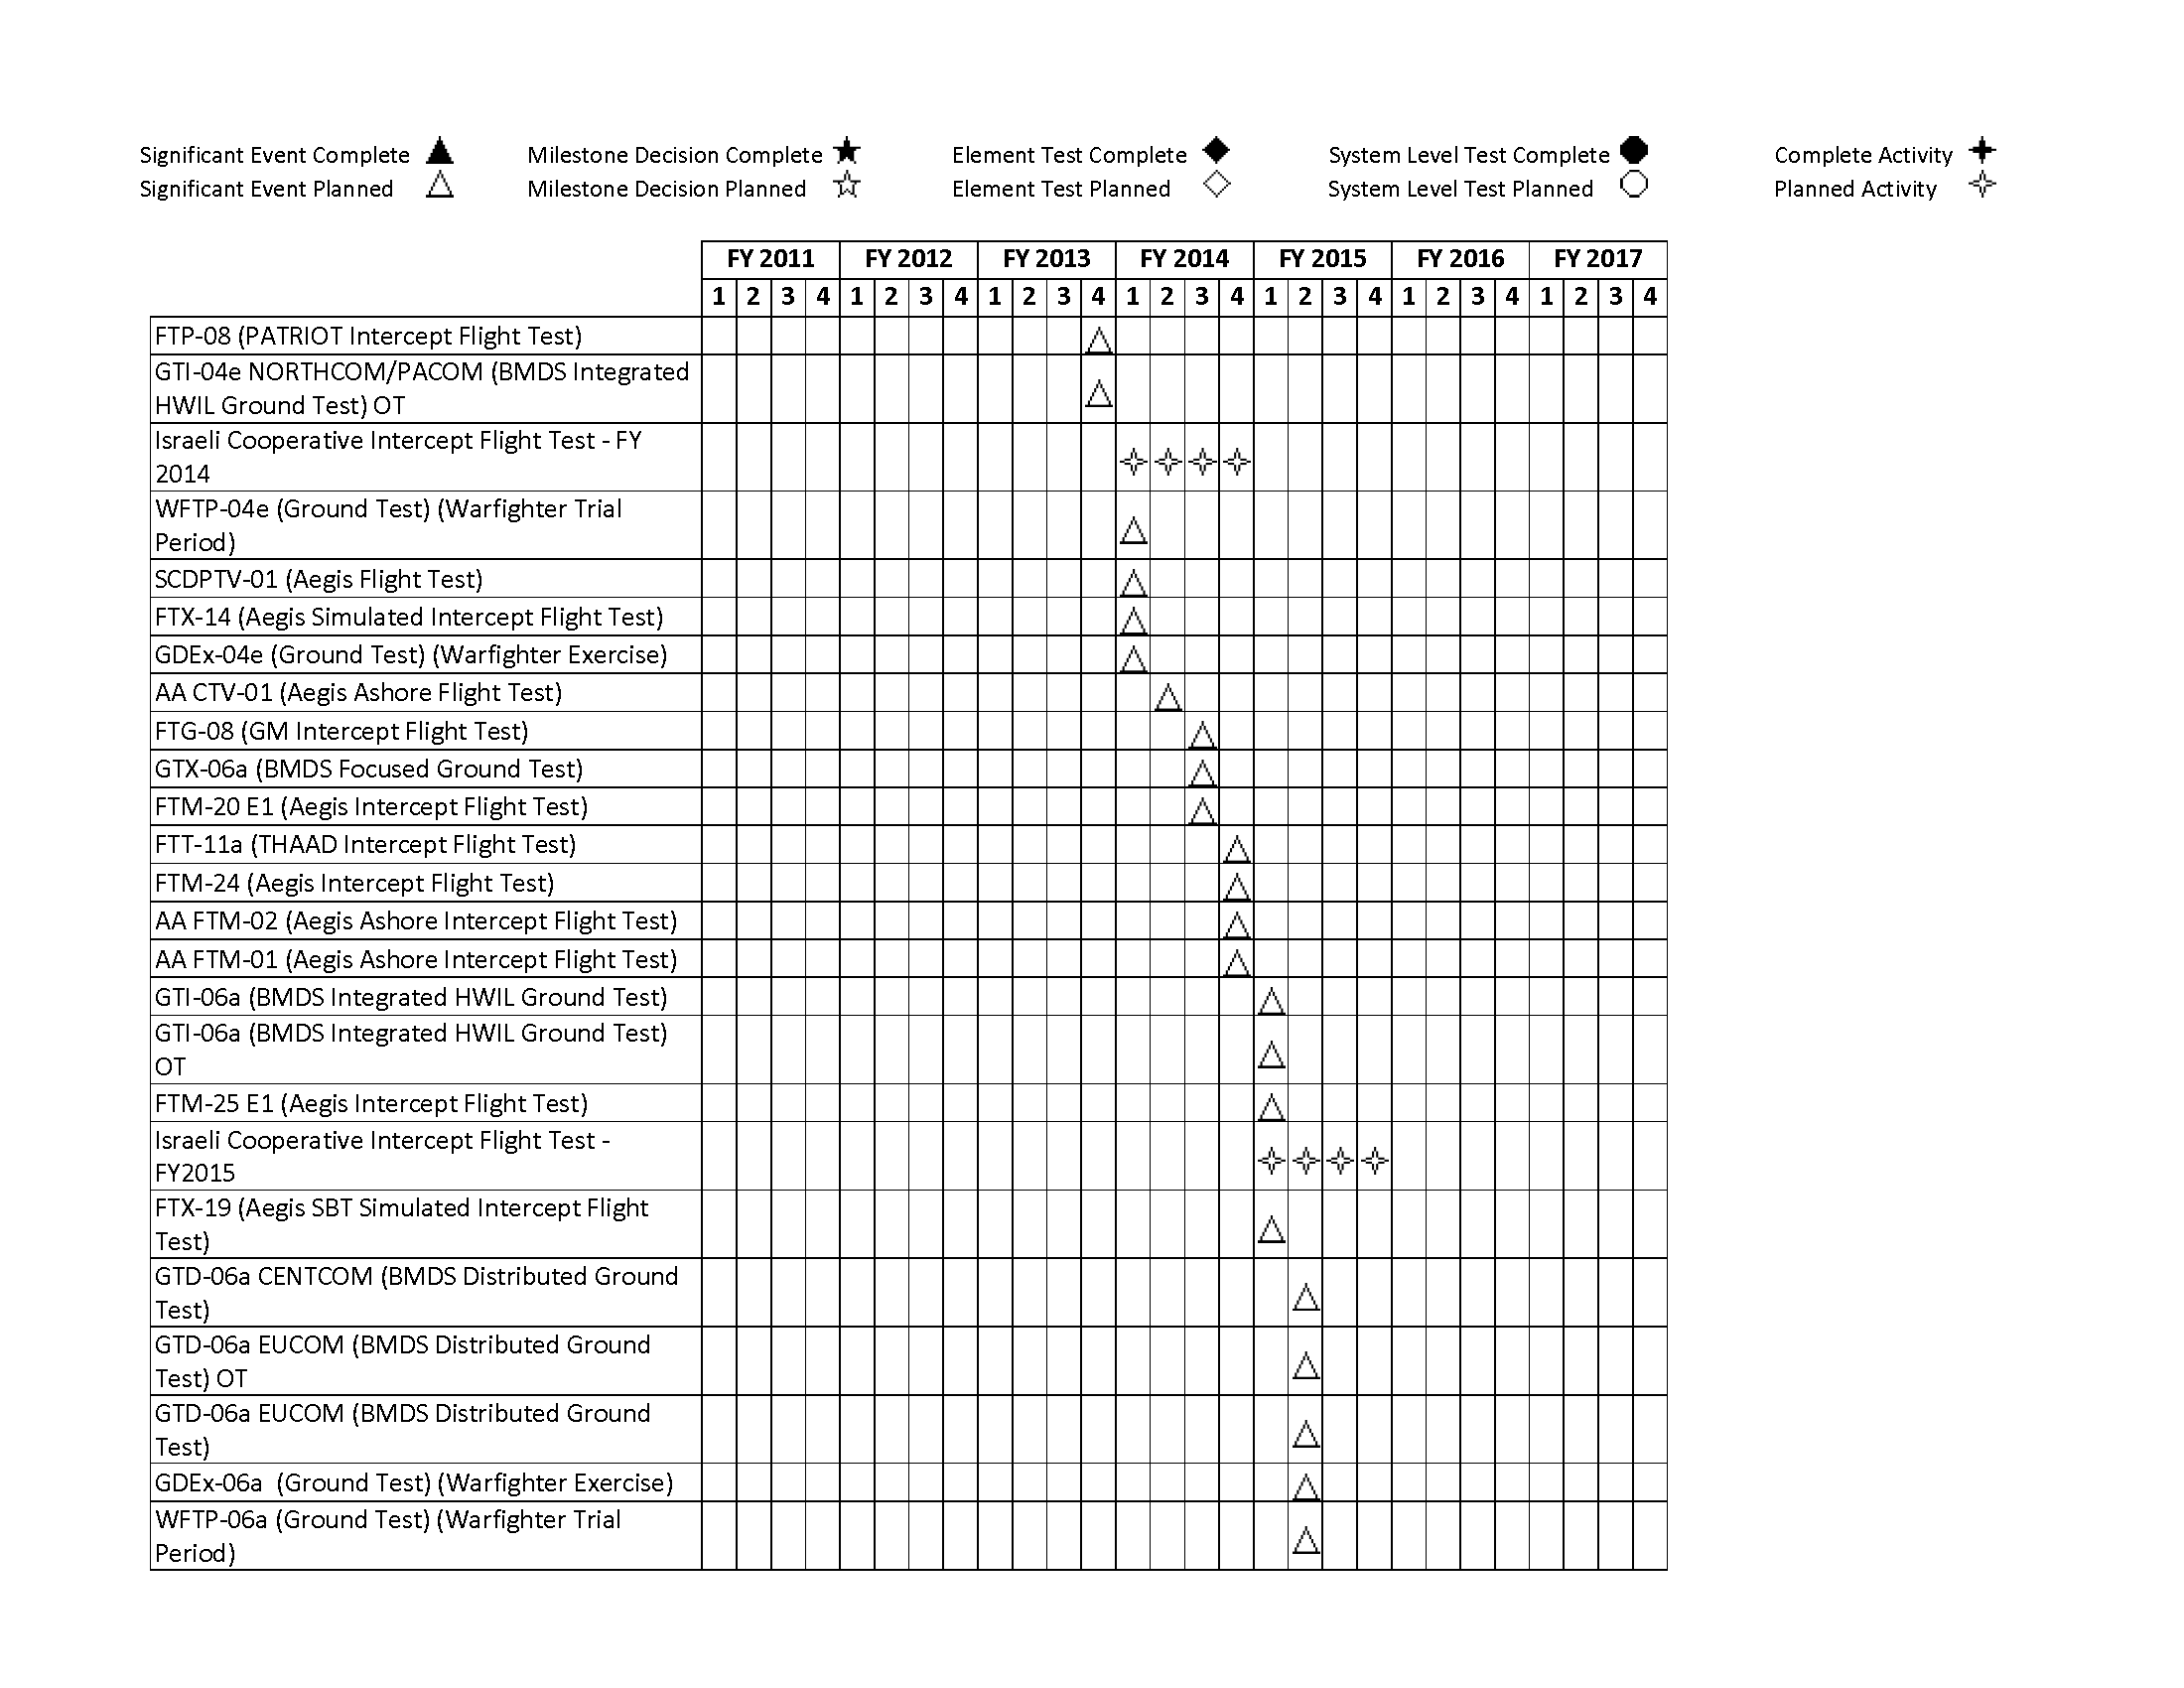 Significant Event Complete Milestone Decision Complete Element Test Complete System Level Test Complete Complete Activity
Significant Event Planned Milestone Decision Planned Element Test Planned System Level Test Planned Planned Activity
FY 2011 FY 2012 FY 2013 FY 2014 FY 2015 FY 2016 FY 2017
1 2 3 4 1 2 3 4 1 2 3 4 1 2 3 4 1 2 3 4 1 2 3 4 1 2 3 4
FTP-08 (PATRIOT Intercept Flight Test)
GTI-04e NORTHCOM/PACOM (BMDS Integrated
HWIL Ground Test) OT
Israeli Cooperative Intercept Flight Test - FY
2014
WFTP-04e (Ground Test) (Warfighter Trial
Period)
SCDPTV-01 (Aegis Flight Test)
FTX-14 (Aegis Simulated Intercept Flight Test)
GDEx-04e (Ground Test) (Warfighter Exercise)
AA CTV-01 (Aegis Ashore Flight Test)
FTG-08 (GM Intercept Flight Test)
GTX-06a (BMDS Focused Ground Test)
FTM-20 E1 (Aegis Intercept Flight Test)
FTT-11a (THAAD Intercept Flight Test)
FTM-24 (Aegis Intercept Flight Test)
AA FTM-02 (Aegis Ashore Intercept Flight Test)
AA FTM-01 (Aegis Ashore Intercept Flight Test)
GTI-06a (BMDS Integrated HWIL Ground Test)
GTI-06a (BMDS Integrated HWIL Ground Test)
OT
FTM-25 E1 (Aegis Intercept Flight Test)
Israeli Cooperative Intercept Flight Test -
FY2015
FTX-19 (Aegis SBT Simulated Intercept Flight
Test)
GTD-06a CENTCOM (BMDS Distributed Ground
Test)
GTD-06a EUCOM (BMDS Distributed Ground
Test) OT
GTD-06a EUCOM (BMDS Distributed Ground
Test)
GDEx-06a  (Ground Test) (Warfighter Exercise)
WFTP-06a (Ground Test) (Warfighter Trial
Period)